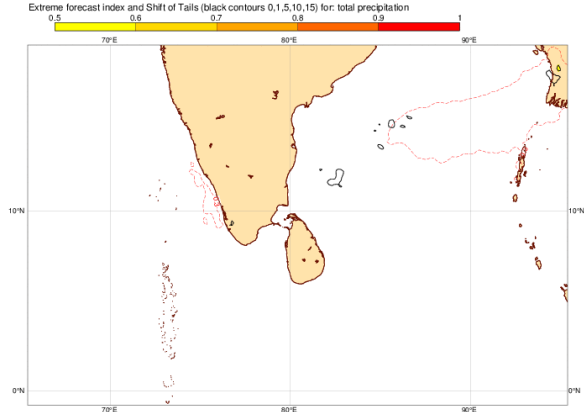 Extreme forecast index and Shift of Tails (black contours 0,1,5,10,15) for: total precipitation
0.5 0.6 0.7 0.8 0.9 1
70°E 80°E 90°E
10°N 10°N
0°N 0°N
70°E 80°E 90°E